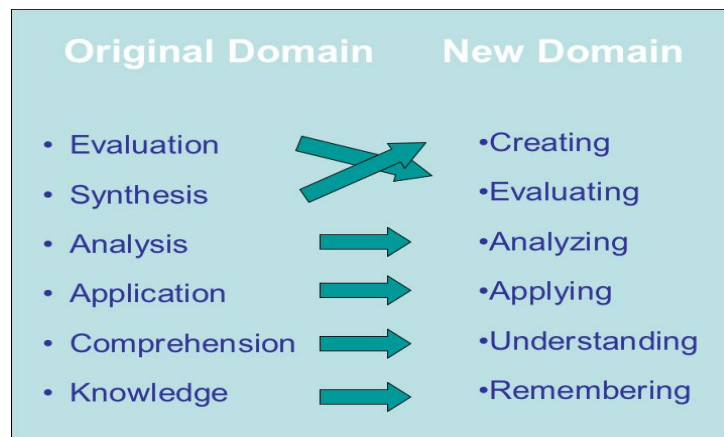 Original Domain New Domain
• Evaluation •Creating
• Synthesis •Evaluating
• Analysis •Analyzing
• Application •Applying
• Comprehension •Understanding
• Knowledge •Remembering